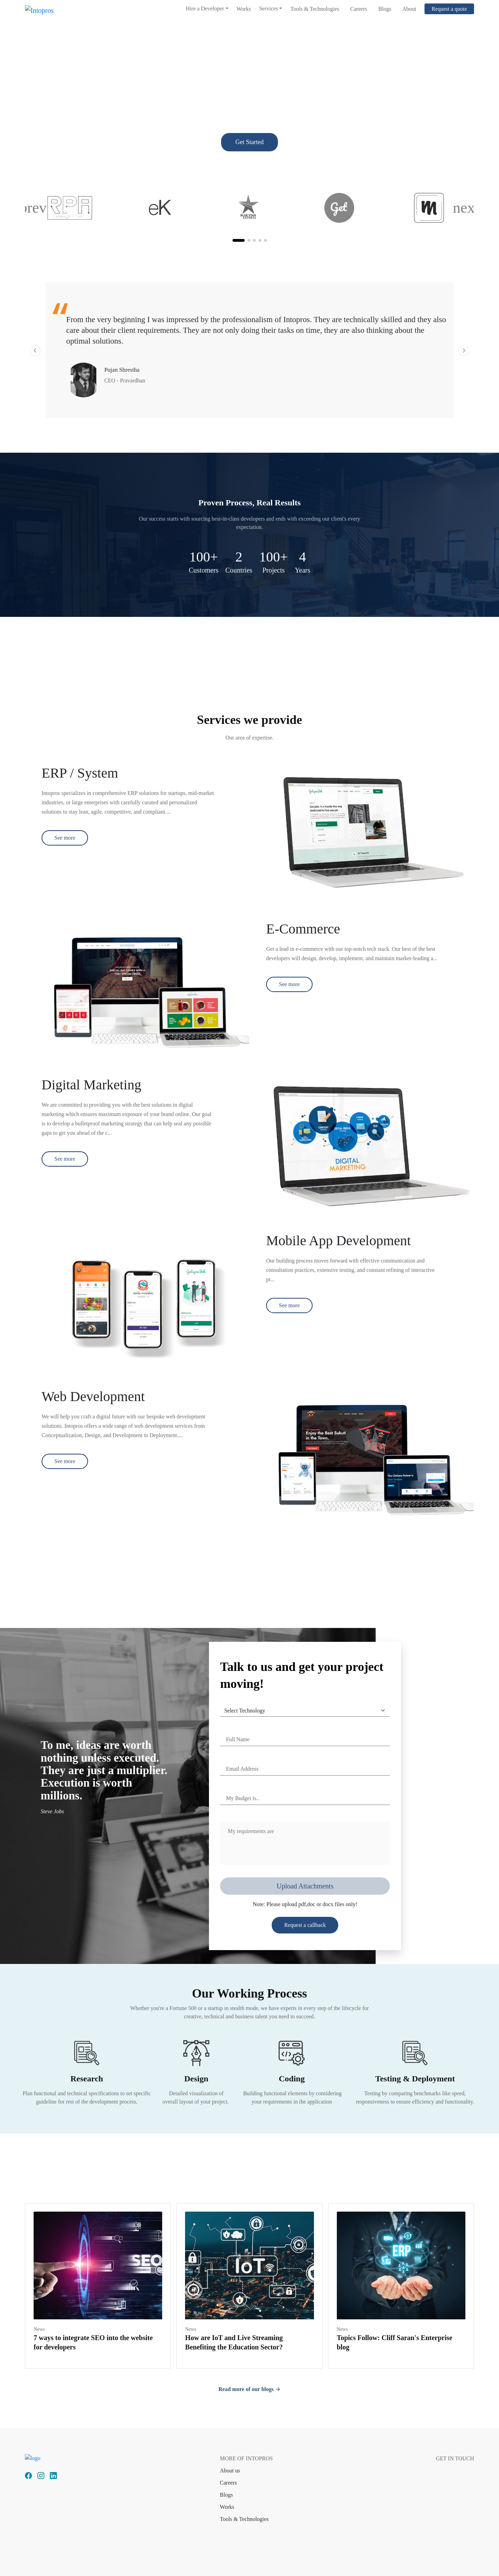 Intopros
Hire a Developer
Works
Services
Tools & Technologies
Careers
Blogs
About
Request a quote
Get Started
prev
RPA
eK
Get
m
nex
From the very beginning I was impressed by the professionalism of Intopros. They are technically skilled and they also
care about their client requirements. They are not only doing their tasks on time, they are also thinking about the
optimal solutions.
Pujan Shrestha
CEO - Pravardhan
Proven Process, Real Results
Our success starts with sourcing best-in-class developers and ends with exceeding our client's every
expectation.
100+
Customers
2
Countries
100+
Projects
4
Years
Services we provide
Our area of expertise.
ERP / System
Intopros specializes in comprehensive ERP solutions for startups, mid-market
industries, or large enterprises with carefully curated and personalized
solutions to stay lean, agile, competitive, and compliant....
See more
E-Commerce
Get a lead in e-commerce with our top-notch tech stack. Our best of the best
developers will design, develop, implement, and maintain market-leading a...
See more
Digital Marketing
We are committed to providing you with the best solutions in digital
marketing which ensures maximum exposure of your brand online. Our goal
is to develop a bulletproof marketing strategy that can help seal any possible
gaps to get you ahead of the c...
See more
DIGITAL
MARKETING
Mobile App Development
Our building process moves forward with effective communication and
consultation practices, extensive testing, and constant refining of interactive
pr...
See more
Web Development
We will help you craft a digital future with our bespoke web development
solutions. Intopros offers a wide range of web development services from
Conceptualization, Design, and Development to Deployment....
See more
Enjoy the Best Sekuti
in the Town.
To me, ideas are worth
nothing unless executed.
They are just a multiplier.
Execution is worth
millions.
Steve Jobs
Talk to us and get your project
moving!
Select Technology
Full Name
Email Address
My Budget is..
My requirements are
Upload Attachments
Note: Please upload pdf,doc or docx files only!
Request a callback
Our Working Process
Whether you're a Fortune 500 or a startup in stealth mode, we have experts in every step of the lifecycle for
creative, technical and business talent you need to succeed.
Research
Plan functional and technical specifications to set specific
guideline for rest of the development process.
Design
Detailed visualization of
overall layout of your project.
Coding
Building functional elements by considering
your requirements in the application
Testing & Deployment
Testing by comparing benchmarks like speed,
responsiveness to ensure efficiency and functionality.
SEO
News
7 ways to integrate SEO into the website
for developers
IoT
News
How are IoT and Live Streaming
Benefiting the Education Sector?
ERP
News
Topics Follow: Cliff Saran's Enterprise
blog
Read more of our blogs
logo
MORE OF INTOPROS
About us
Careers
Blogs
Works
Tools & Technologies
GET IN TOUCH